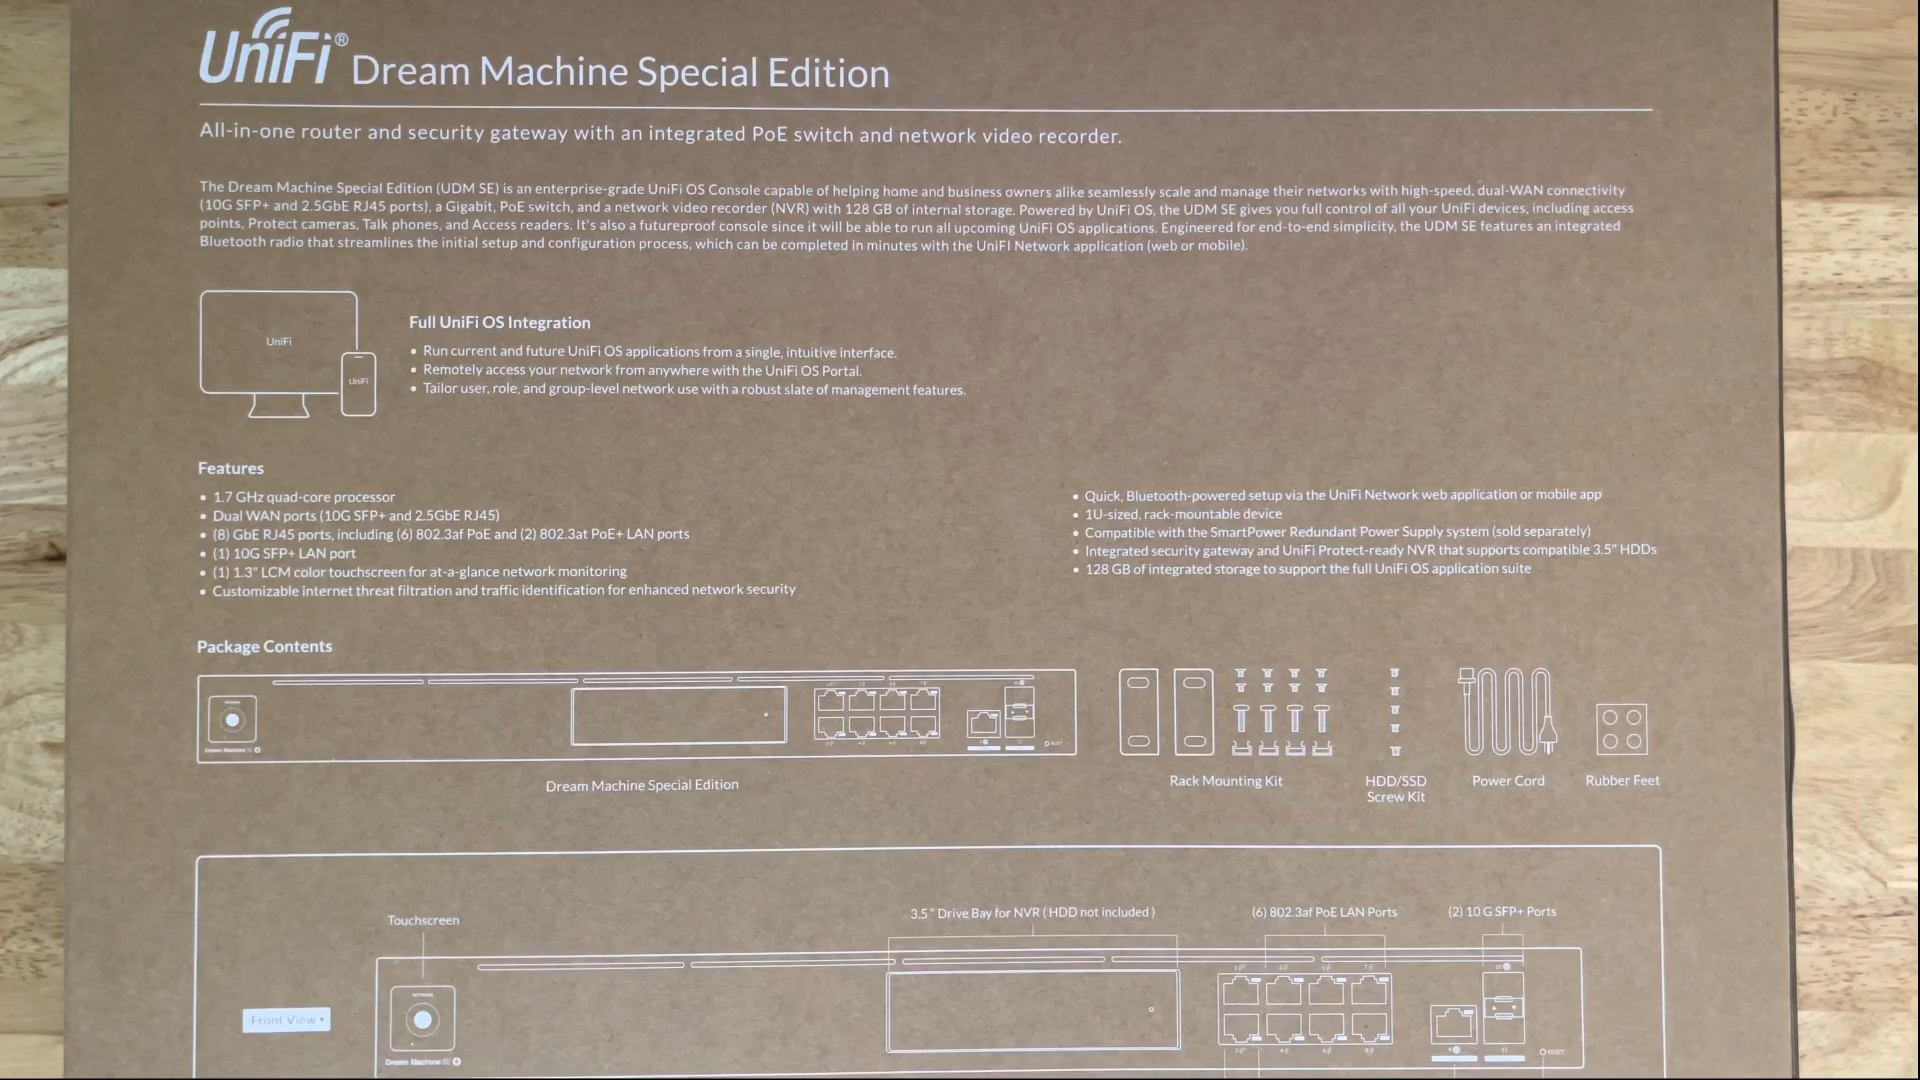 UniFi® Dream Machine Special Edition
All-in-one router and security gateway with an integrated PoE switch and network video recorder.
The Dream Machine Special Edition (UDM SE) is an enterprise-grade UniFi OS Console capable of helping home and business owners alike seamlessly scale and manage their networks with high-speed, dual-WAN connectivity
(10G SFP+ and 2.5GbE RJ45 ports), a Gigabit, PoE switch, and a network video recorder (NVR) with 128 GB of internal storage. Powered by UniFi OS, the UDM SE gives you full control of all your UniFi devices, including access
points, Protect cameras, Talk phones, and Access readers. It's also a futureproof console since it will be able to run all upcoming UniFi OS applications. Engineered for end-to-end simplicity, the UDM SE features an integrated
Bluetooth radio that streamlines the initial setup and configuration process, which can be completed in minutes with the UniFI Network application (web or mobile).
UniFi
UniFi
Full UniFi OS Integration
• Run current and future UniFi OS applications from a single, intuitive interface.
• Remotely access your network from anywhere with the UniFi OS Portal.
• Tailor user, role, and group-level network use with a robust slate of management features.
Features
• 1.7 GHz quad-core processor
• Dual WAN ports (10G SFP+ and 2.5GbE RJ45)
• (8) GbE RJ45 ports, including (6) 802.3af PoE and (2) 802.3at PoE+ LAN ports
• (1) 10G SFP+ LAN port
• (1) 1.3" LCM color touchscreen for at-a-glance network monitoring
• Customizable internet threat filtration and traffic identification for enhanced network security
• Quick, Bluetooth-powered setup via the UniFi Network web application or mobile app
• 1U-sized, rack-mountable device
• Compatible with the SmartPower Redundant Power Supply system (sold separately)
• Integrated security gateway and UniFi Protect-ready NVR that supports compatible 3.5" HDDs
• 128 GB of integrated storage to support the full UniFi OS application suite
Package Contents
Dream Machine SE
RESET
Dream Machine Special Edition
Rack Mounting Kit
HDD/SSD
Screw Kit
Power Cord
Rubber Feet
Touchscreen
3.5" Drive Bay for NVR ( HDD not included )
(6) 802.3af PoE LAN Ports
(2) 10 G SFP+ Ports
Front View
Dream Machine SE
RESET